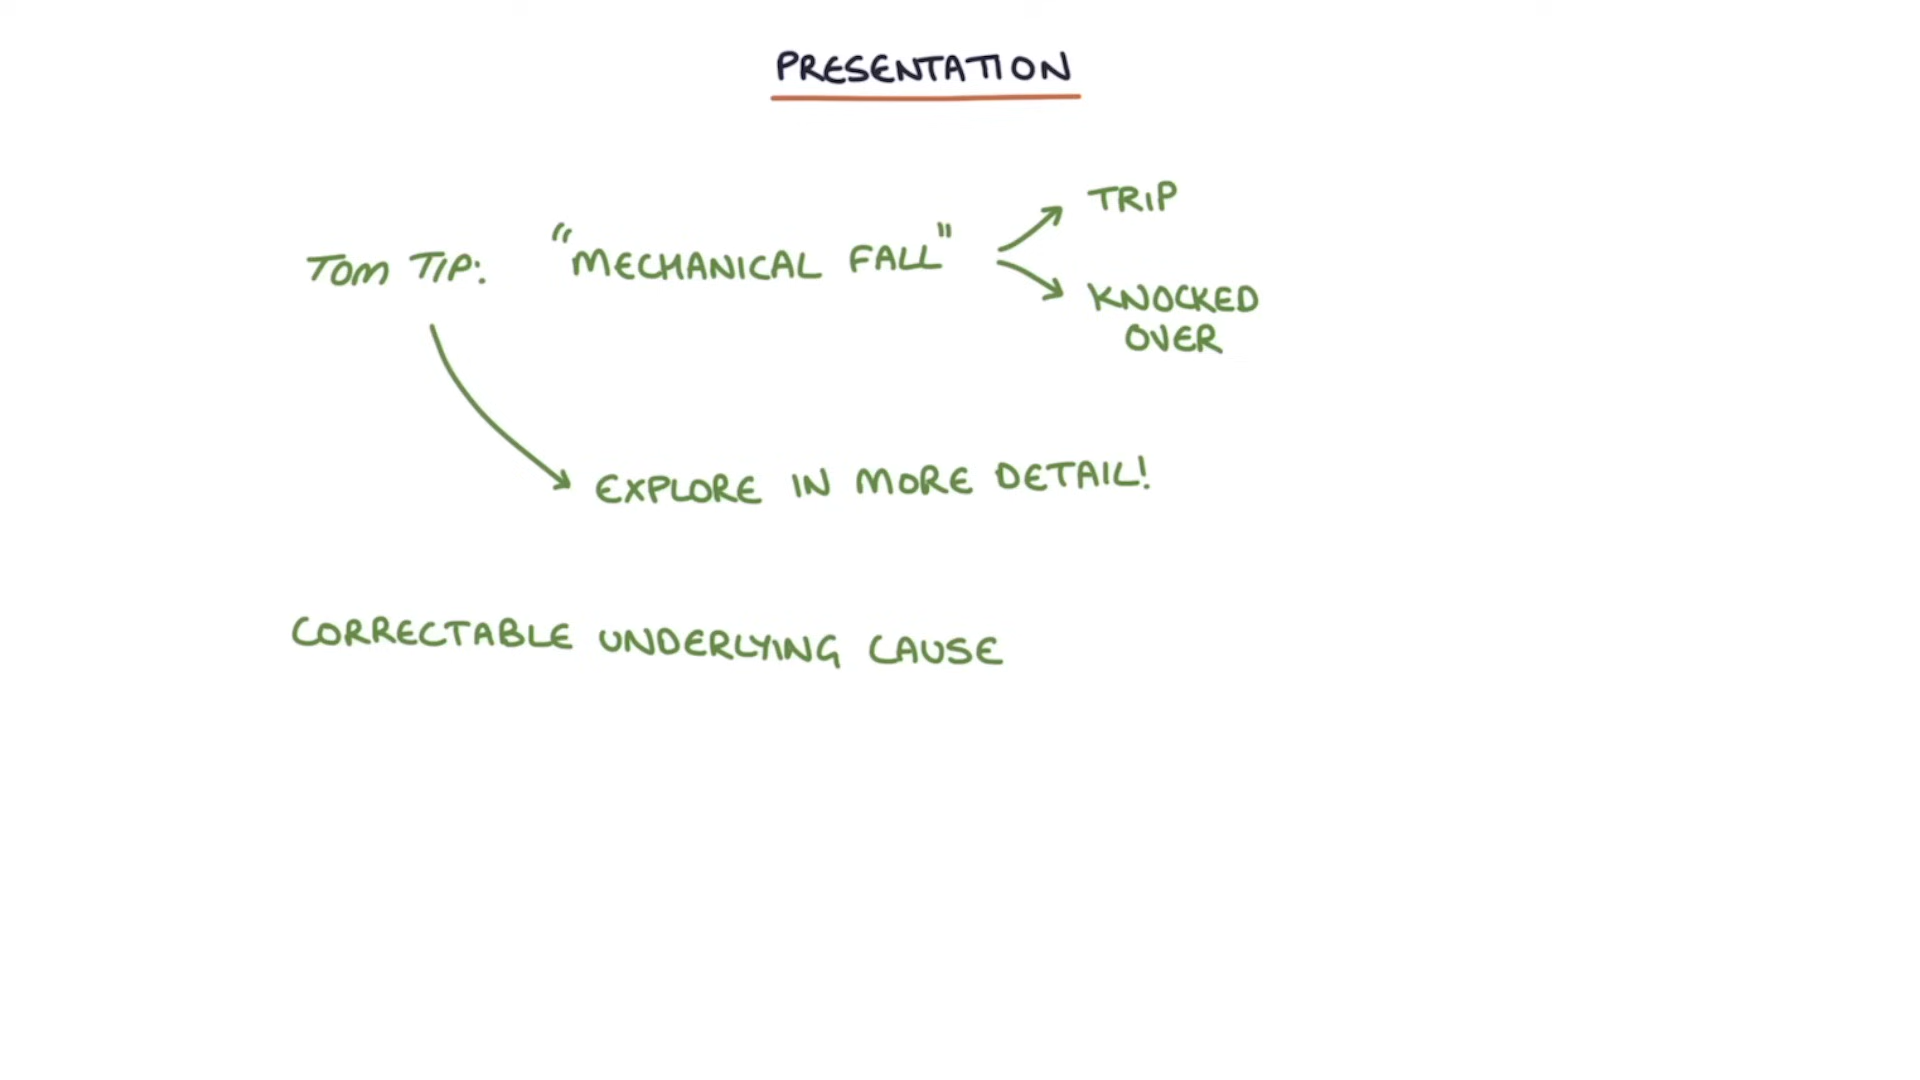 PRESENTATION
TOM TIP: "MECHANICAL FALL"
TRIP
KNOCKED
OVER
EXPLORE IN MORE DETAIL!
CORRECTABLE UNDERLYING CAUSE